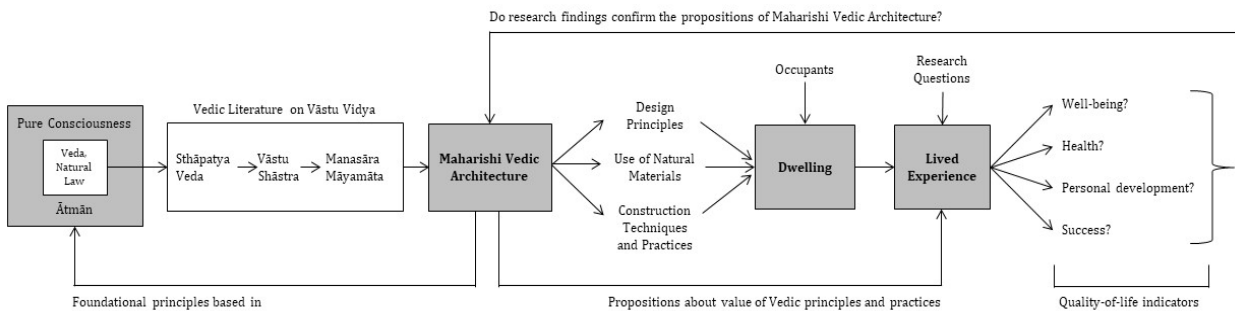 Do research findings confirm the propositions of Maharishi Vedic Architecture?
Occupants
Research
Questions
Vedic Literature on Vāstu Vidya
Pure Consciousness
Veda,
Natural
Law
Ātmān
Sthāpatya
Veda
Vāstu
Shāstra
Manasāra
Māyamāta
Maharishi Vedic
Architecture
Design
Principles
Use of Natural
Materials
Construction
Techniques
and Practices
Dwelling
Lived
Experience
Well-being?
Health?
Personal development?
Success?
Foundational principles based in
Propositions about value of Vedic principles and practices
Quality-of-life indicators